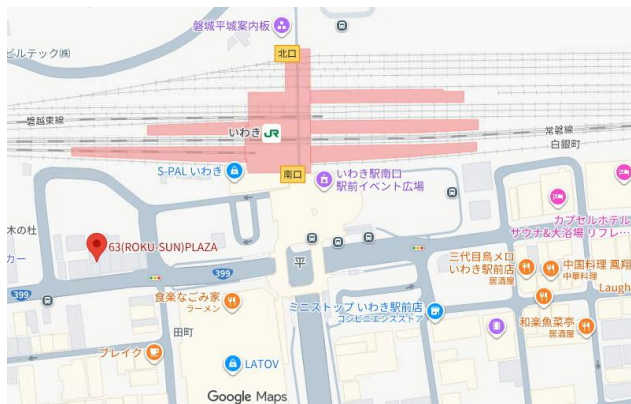 磐城平城案内板
北口
ビルテック㈱
磐越東線
いわき
JR
常磐線
白銀町
S-PAL いわき
南口
いわき駅南口
駅前イベント広場
木の杜
カー
63(ROKU-SUN)PLAZA
カプセルホテル
サウナ&大浴場 リフレ…
三代目鳥メロ
いわき駅前店
居酒屋
中国料理 鳳翔
中華料理
399
平
399
食楽なごみ家
ラーメン
ミニストップ いわき駅前店
コンビニエンスストア
Laugh
田町
和楽魚菜亭
居酒屋
ブレイク
LATOV
Google Maps